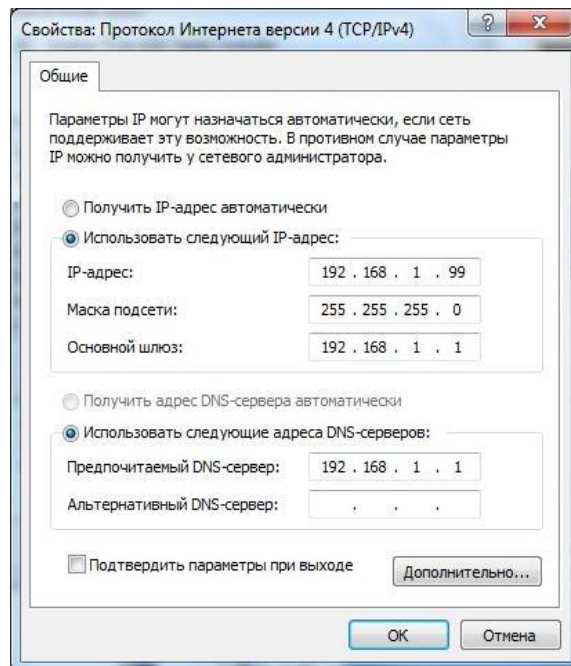 Свойства: Протокол Интернета версии 4 (TCP/IPv4)
Общие
Параметры IP могут назначаться автоматически, если сеть
поддерживает эту возможность. В противном случае параметры
IP можно получить у сетевого администратора.
Получить IP-адрес автоматически
Использовать следующий IP-адрес:
IP-адрес: 192 . 168 . 1 . 99
Маска подсети: 255 . 255 . 255 . 0
Основной шлюз: 192 . 168 . 1 . 1
Получить адрес DNS-сервера автоматически
Использовать следующие адреса DNS-серверов:
Предпочитаемый DNS-сервер: 192 . 168 . 1 . 1
Альтернативный DNS-сервер: . . .
Подтвердить параметры при выходе Дополнительно...
ОК Отмена